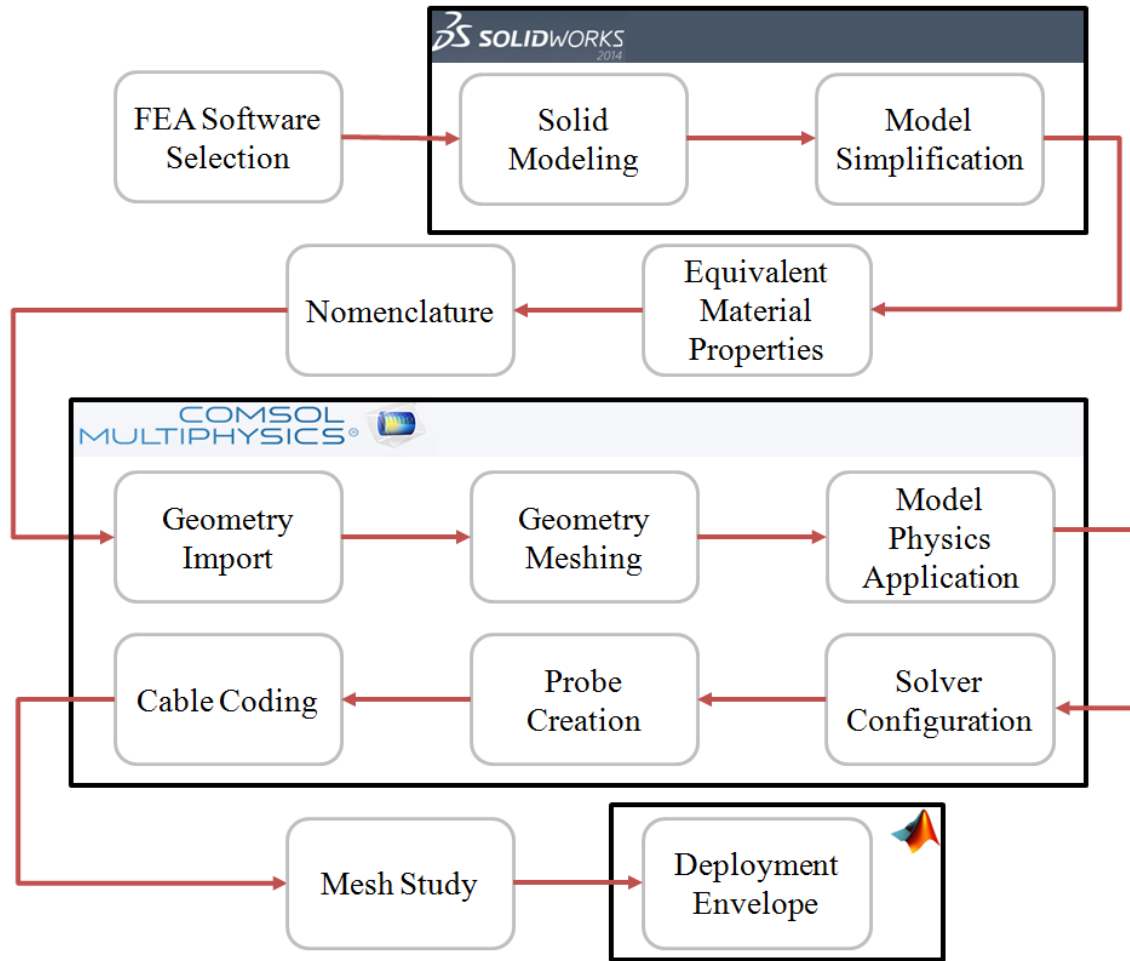 SOLIDWORKS
2014
FEA Software
Selection
Solid
Modeling
Model
Simplification
Nomenclature
Equivalent
Material
Properties
COMSOL
MULTIPHYSICS®
Geometry
Import
Geometry
Meshing
Model
Physics
Application
Cable Coding
Probe
Creation
Solver
Configuration
Mesh Study
Deployment
Envelope